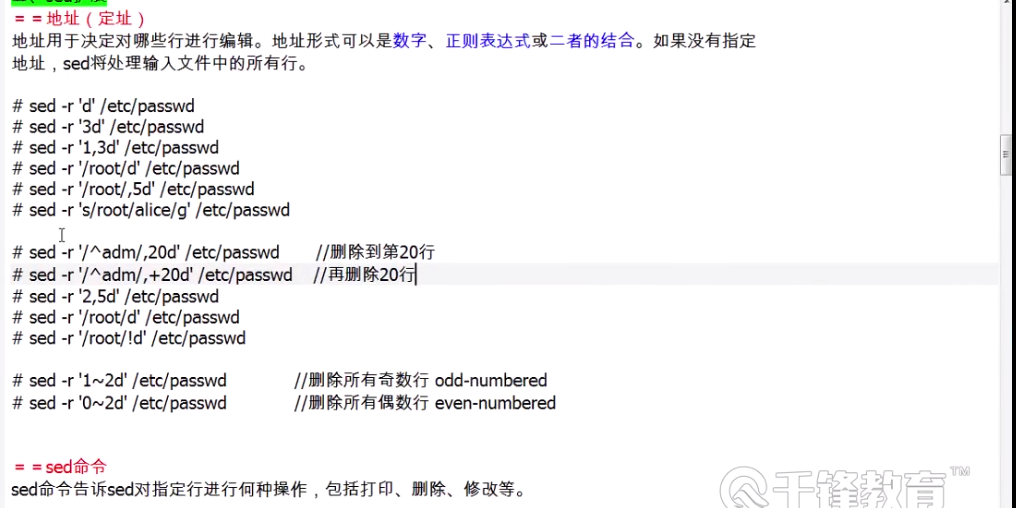 ==地址（定址）
地址用于决定对哪些行进行编辑。地址形式可以是数字、正则表达式或二者的结合。如果没有指定
地址，sed将处理输入文件中的所有行。
# sed -r 'd' /etc/passwd
# sed -r '3d' /etc/passwd
# sed -r '1,3d' /etc/passwd
# sed -r '/root/d' /etc/passwd
# sed -r '/root/,5d' /etc/passwd
# sed -r 's/root/alice/g' /etc/passwd
# sed -r '/^adm/,20d' /etc/passwd //删除到第20行
# sed -r '/^adm/,+20d' /etc/passwd //再删除20行
# sed -r '2,5d' /etc/passwd
# sed -r '/root/d' /etc/passwd
# sed -r '/root/!d' /etc/passwd
# sed -r '1~2d' /etc/passwd //删除所有奇数行 odd-numbered
# sed -r '0~2d' /etc/passwd //删除所有偶数行 even-numbered
==sed命令
sed命令告诉sed对指定行进行何种操作，包括打印、删除、修改等。
千锋教育™